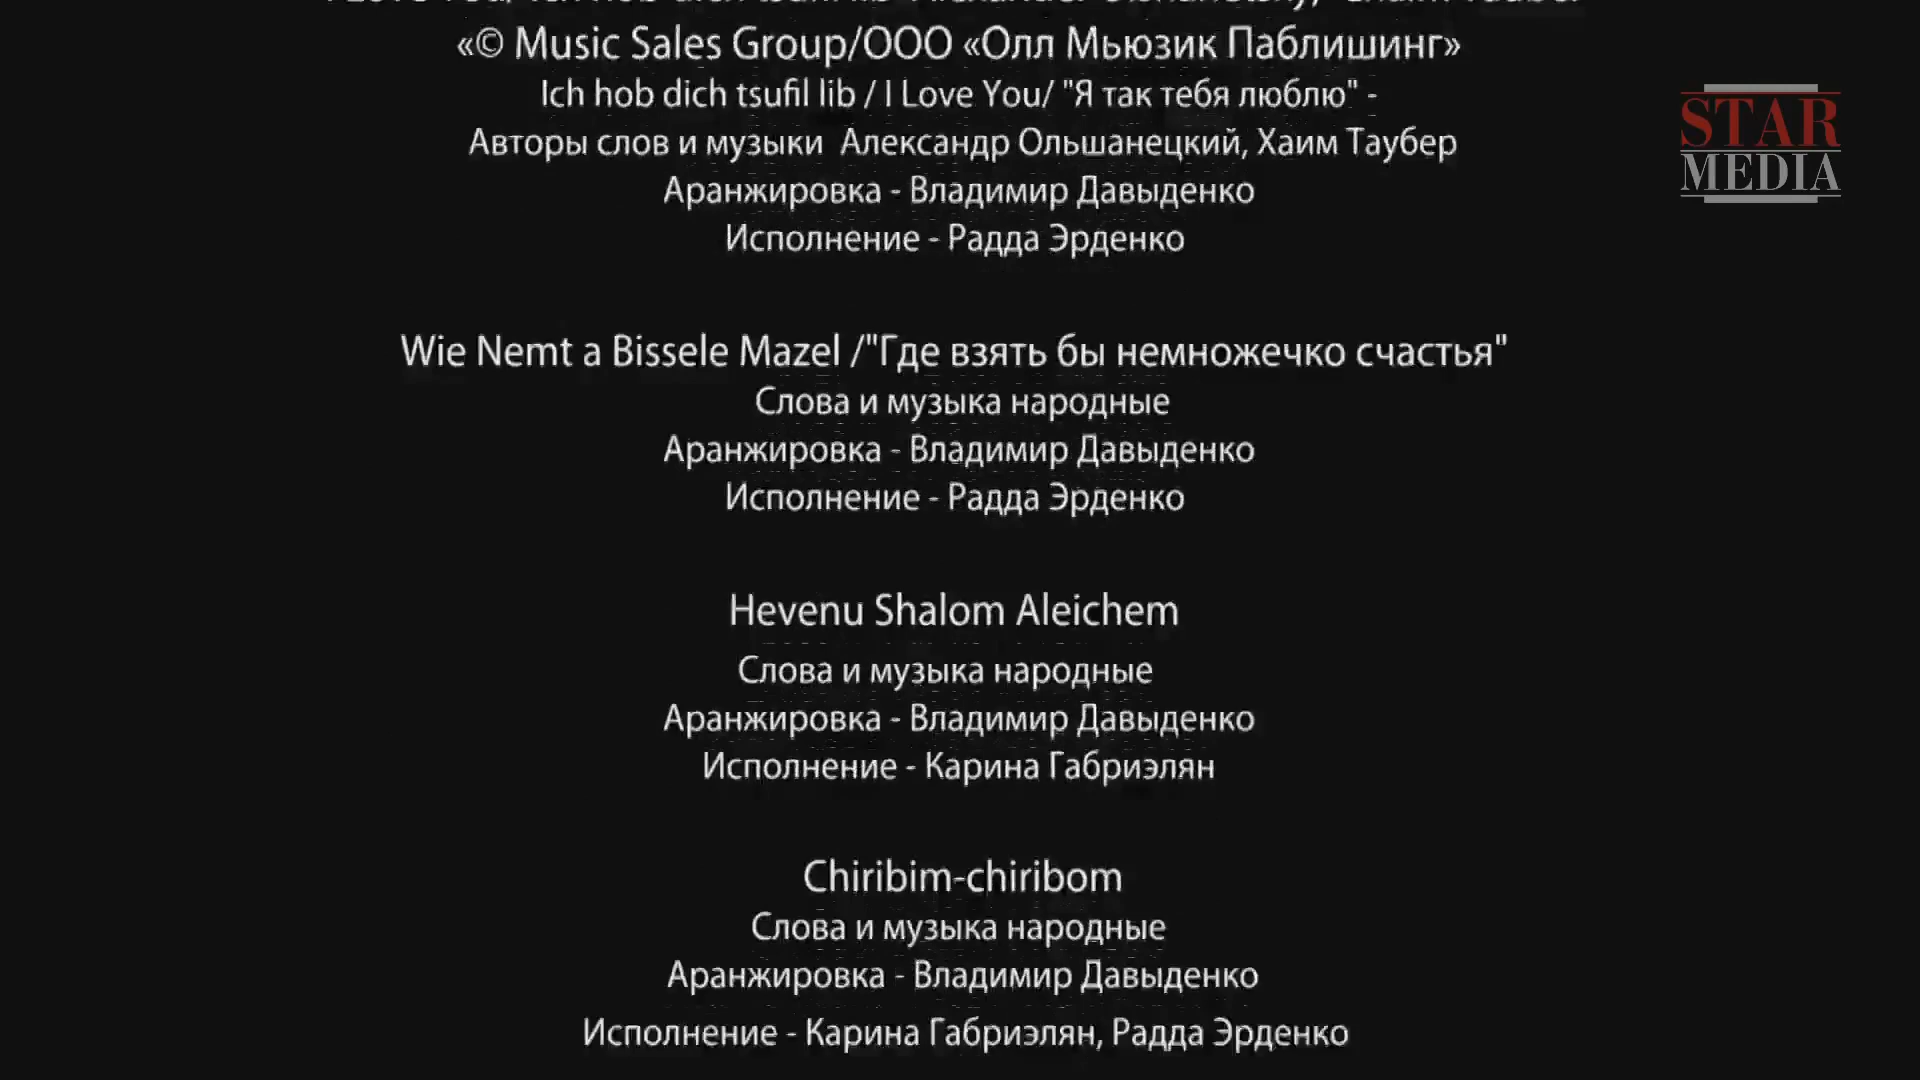 «© Music Sales Group/ООО «Олл Мьюзик Паблишинг»
Ich hob dich tsufil lib / I Love You/ "Я так тебя люблю" -
Авторы слов и музыки Александр Ольшанецкий, Хаим Таубер
Аранжировка - Владимир Давыденко
Исполнение - Радда Эрденко
STAR
MEDIA
Wie Nemt a Bissele Mazel /"Где взять бы немножечко счастья"
Слова и музыка народные
Аранжировка - Владимир Давыденко
Исполнение - Радда Эрденко
Hevenu Shalom Aleichem
Слова и музыка народные
Аранжировка - Владимир Давыденко
Исполнение - Карина Габриэлян
Chiribim-chiribom
Слова и музыка народные
Аранжировка - Владимир Давыденко
Исполнение - Карина Габриэлян, Радда Эрденко